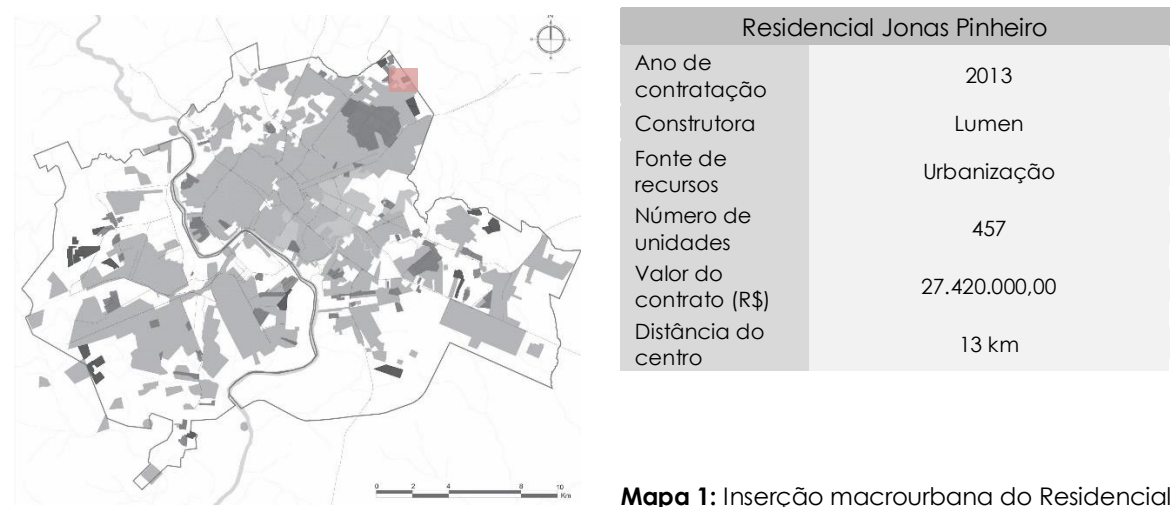 Residencial Jonas Pinheiro
Ano de
contratação
2013
Construtora
Lumen
Fonte de
recursos
Urbanização
Número de
unidades
457
Valor do
contrato (R$)
27.420.000,00
Distância do
centro
13 km
0 2 4 8 10
Km
Mapa 1: Inserção macrourbana do Residencial